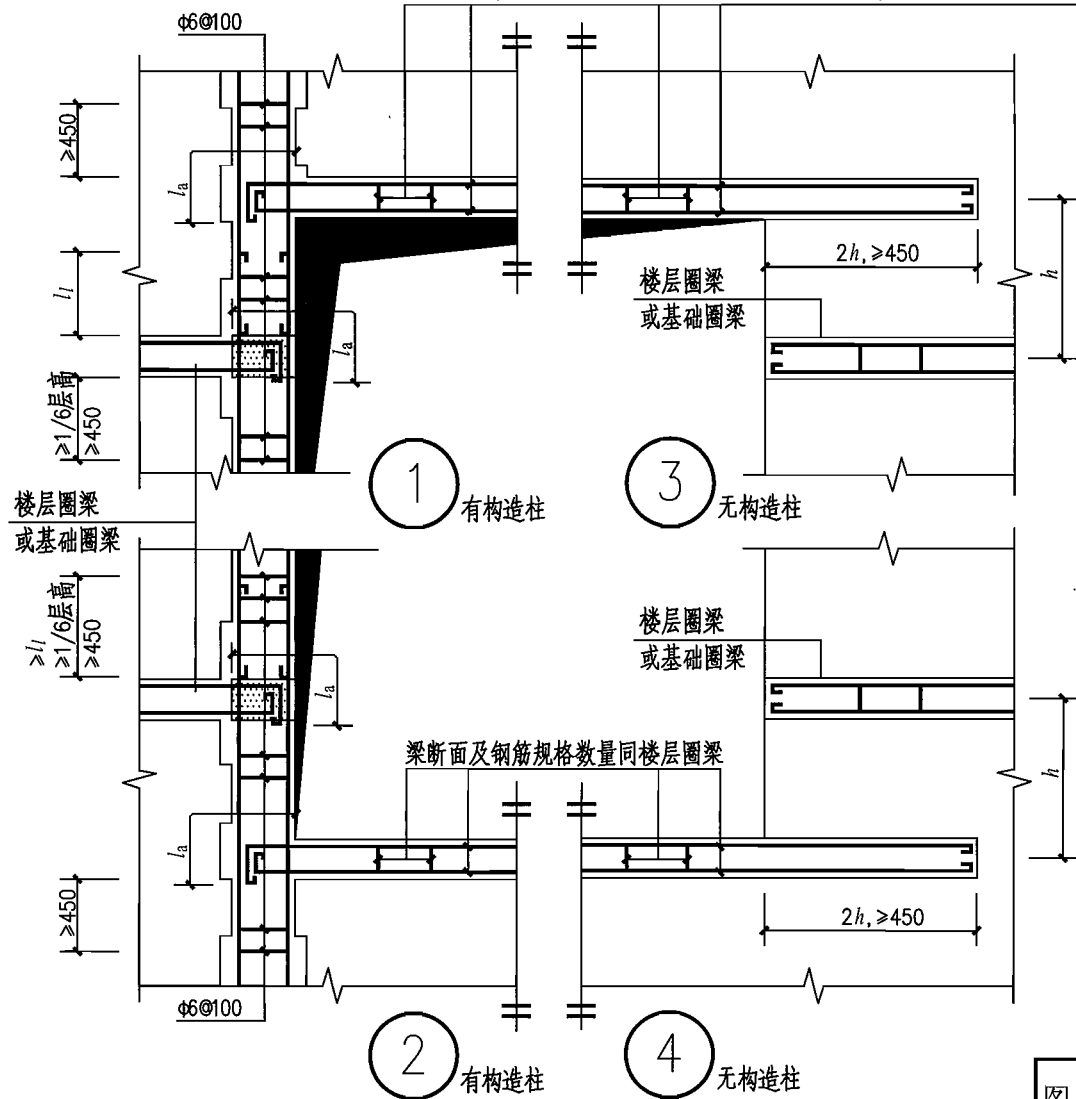 ϕ6@100
≥450
la
ll
≥1/6层高
≥450
la
2h,≥450
h
楼层圈梁
或基础圈梁
1
有构造柱
3
无构造柱
楼层圈梁
或基础圈梁
≥ll
≥1/6层高
≥450
la
楼层圈梁
或基础圈梁
梁断面及钢筋规格数量同楼层圈梁
h
la
≥450
2h,≥450
ϕ6@100
2
有构造柱
4
无构造柱
图